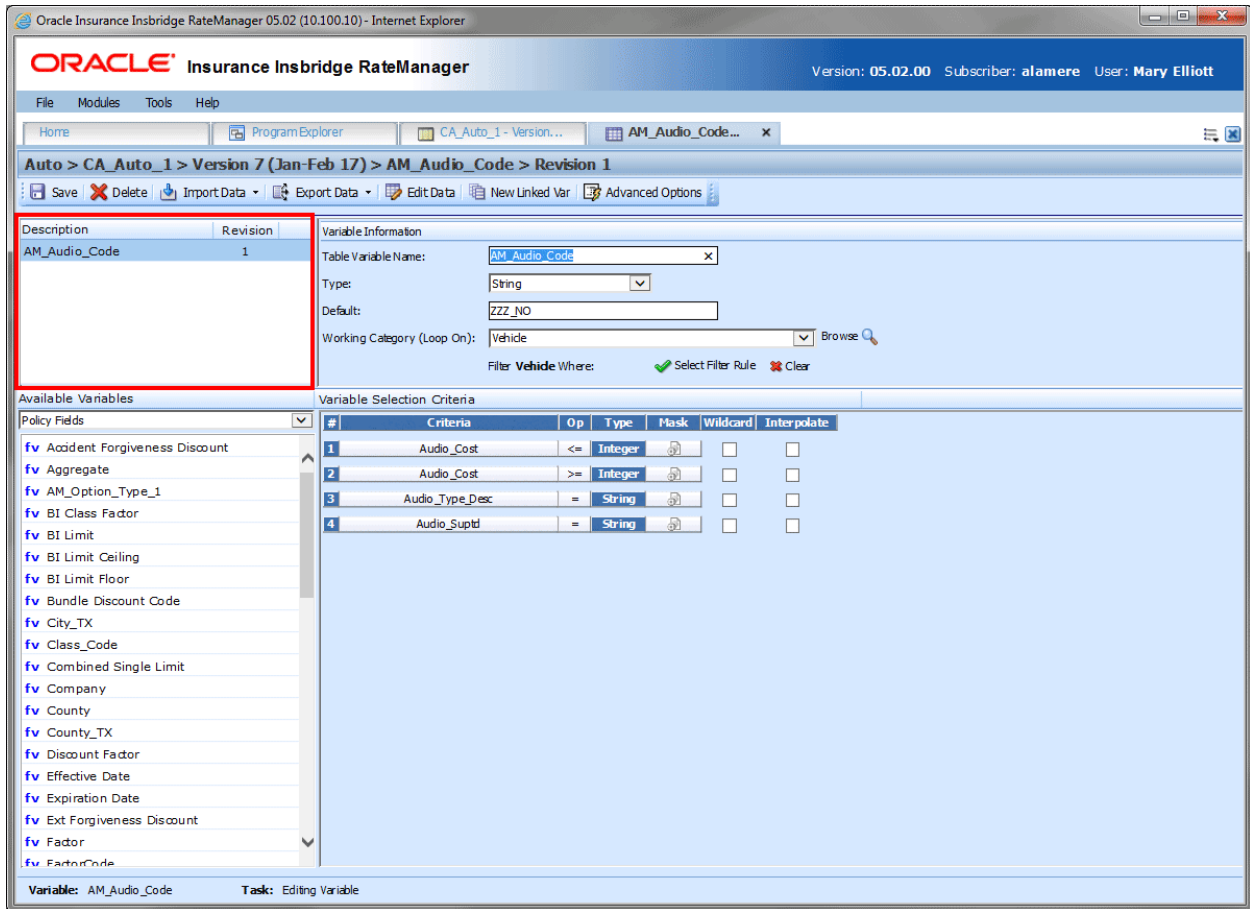 Oracle Insurance Insbridge RateManager 05.02 (10.100.10) - Internet Explorer
ORACLE Insurance Insbridge RateManager
Version: 05.02.00 Subscriber: alamere User: Mary Elliott
File Modules Tools Help
Home Program Explorer CA_Auto_1 - Version... AM_Audio_Code... x
Auto > CA_Auto_1 > Version 7 (Jan-Feb 17) > AM_Audio_Code > Revision 1
Save Delete Import Data Export Data Edit Data New Linked Var Advanced Options
Description Revision
AM_Audio_Code 1
Variable Information
Table Variable Name: AM_Audio_Code x
Type: String
Default: ZZZ_NO
Working Category (Loop On): Vehicle Browse
Filter Vehicle Where: Select Filter Rule Clear
Available Variables
Policy Fields
fv Accident Forgiveness Discount
fv Aggregate
fv AM_Option_Type_1
fv BI Class Factor
fv BI Limit
fv BI Limit Ceiling
fv BI Limit Floor
fv Bundle Discount Code
fv City_TX
fv Class_Code
fv Combined Single Limit
fv Company
fv County
fv County_TX
fv Discount Factor
fv Effective Date
fv Expiration Date
fv Ext Forgiveness Discount
fv Factor
fv FactorCode
Variable Selection Criteria
# Criteria Op Type Mask Wildcard Interpolate
1 Audio_Cost <= Integer
2 Audio_Cost >= Integer
3 Audio_Type_Desc = String
4 Audio_Suptd = String
Variable: AM_Audio_Code Task: Editing Variable